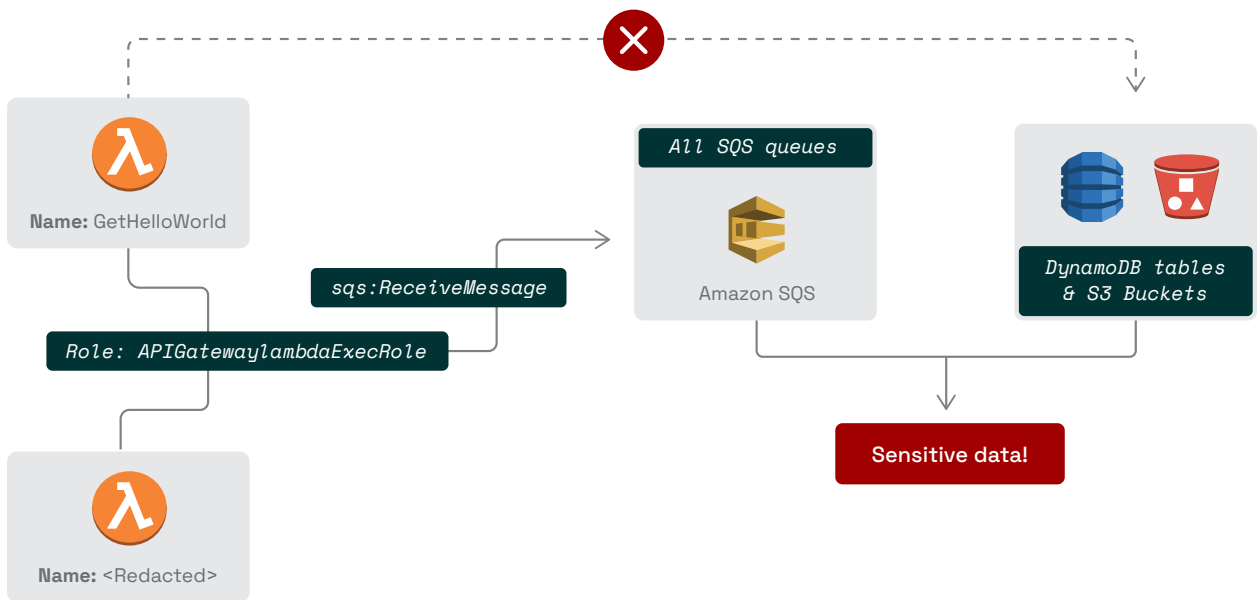 Name: GetHelloWorld
All SQS queues
Amazon SQS
DynamoDB tables
& S3 Buckets
sqs:ReceiveMessage
Role: APIGatewaylambdaExecRole
Sensitive data!
Name: <Redacted>